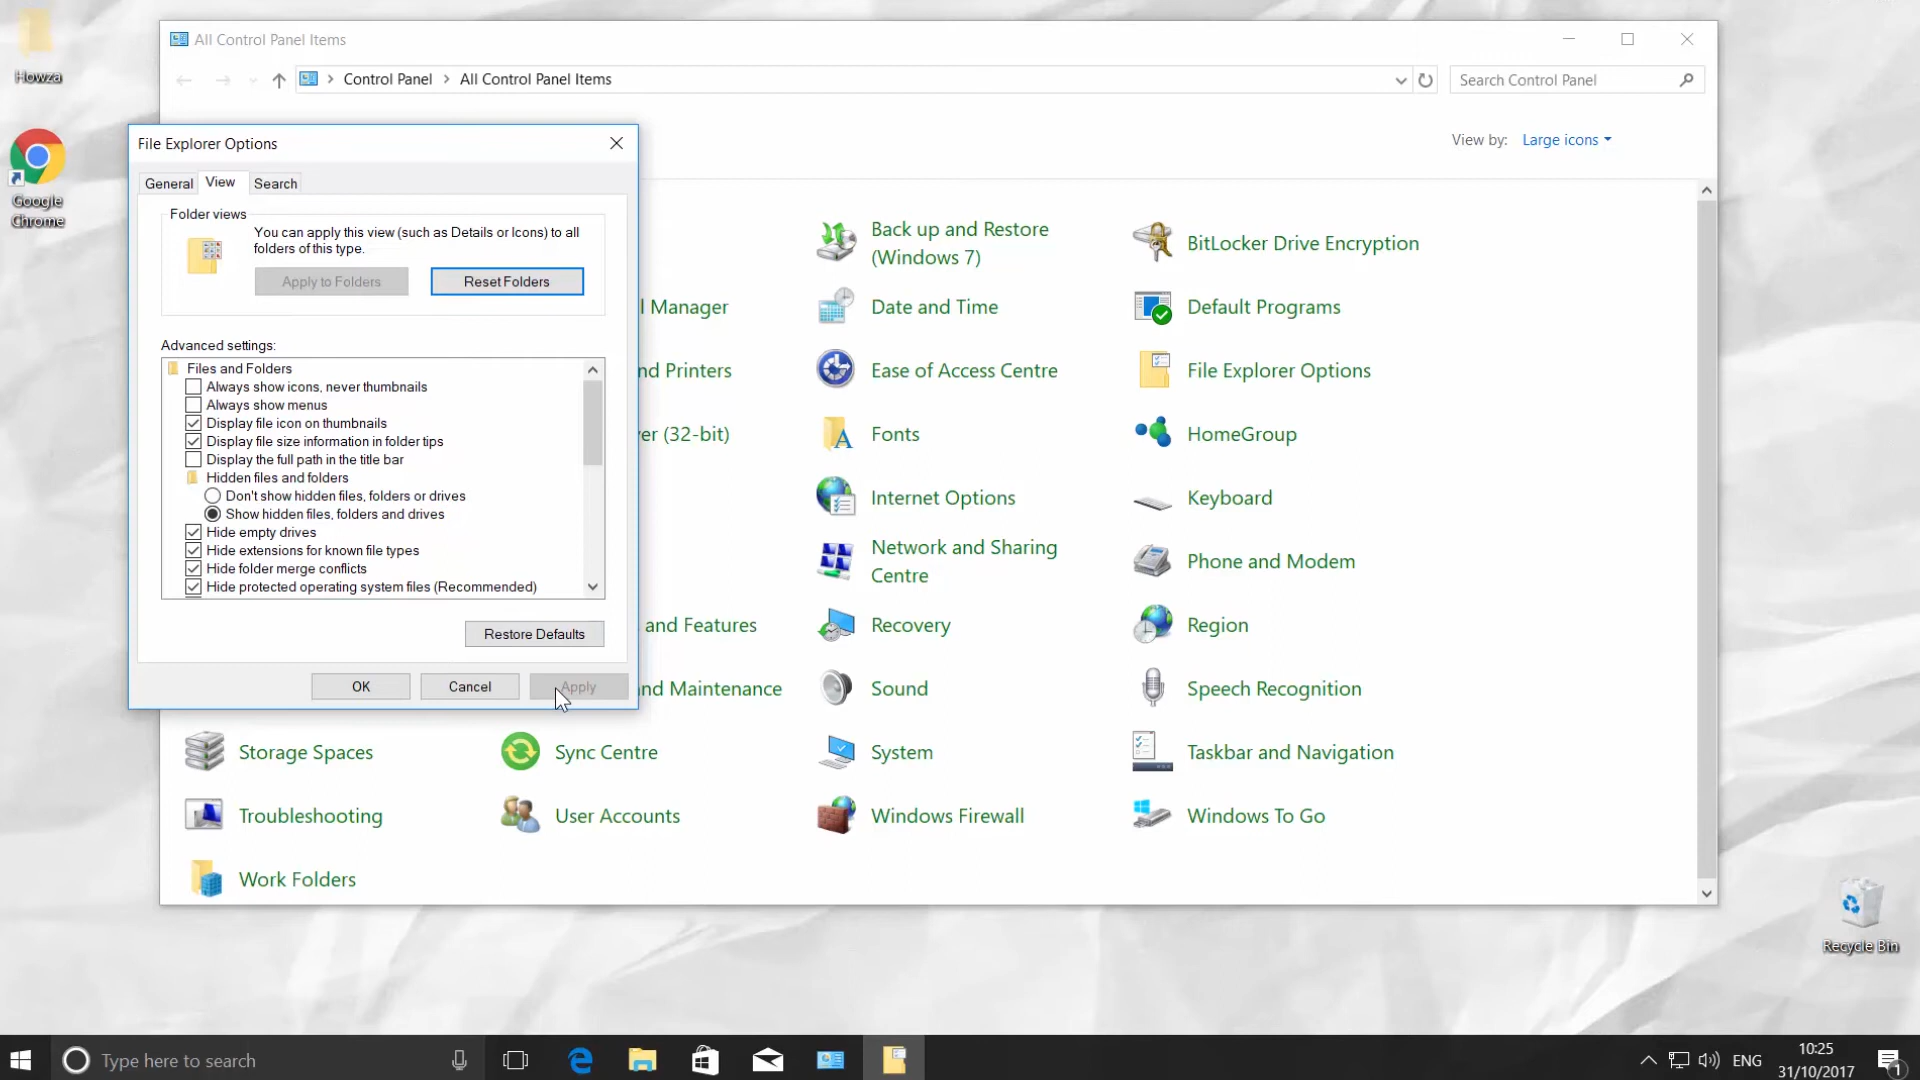 Howza
Google
Chrome
All Control Panel Items
Control Panel
All Control Panel Items
Search Control Panel
View by:
Large icons
File Explorer Options
General
View
Search
Folder views
You can apply this view (such as Details or Icons) to all
folders of this type.
Apply to Folders
Reset Folders
Advanced settings:
Files and Folders
Always show icons, never thumbnails
Always show menus
Display file icon on thumbnails
Display file size information in folder tips
Display the full path in the title bar
Hidden files and folders
Don't show hidden files, folders or drives
Show hidden files, folders and drives
Hide empty drives
Hide extensions for known file types
Hide folder merge conflicts
Hide protected operating system files (Recommended)
Restore Defaults
OK
Cancel
Apply
Back up and Restore
(Windows 7)
BitLocker Drive Encryption
l Manager
Date and Time
Default Programs
nd Printers
Ease of Access Centre
File Explorer Options
er (32-bit)
Fonts
HomeGroup
Internet Options
Keyboard
Network and Sharing
Centre
Phone and Modem
and Features
Recovery
Region
nd Maintenance
Sound
Speech Recognition
Storage Spaces
Sync Centre
System
Taskbar and Navigation
Troubleshooting
User Accounts
Windows Firewall
Windows To Go
Work Folders
Recycle Bin
Type here to search
ENG
10:25
31/10/2017
1